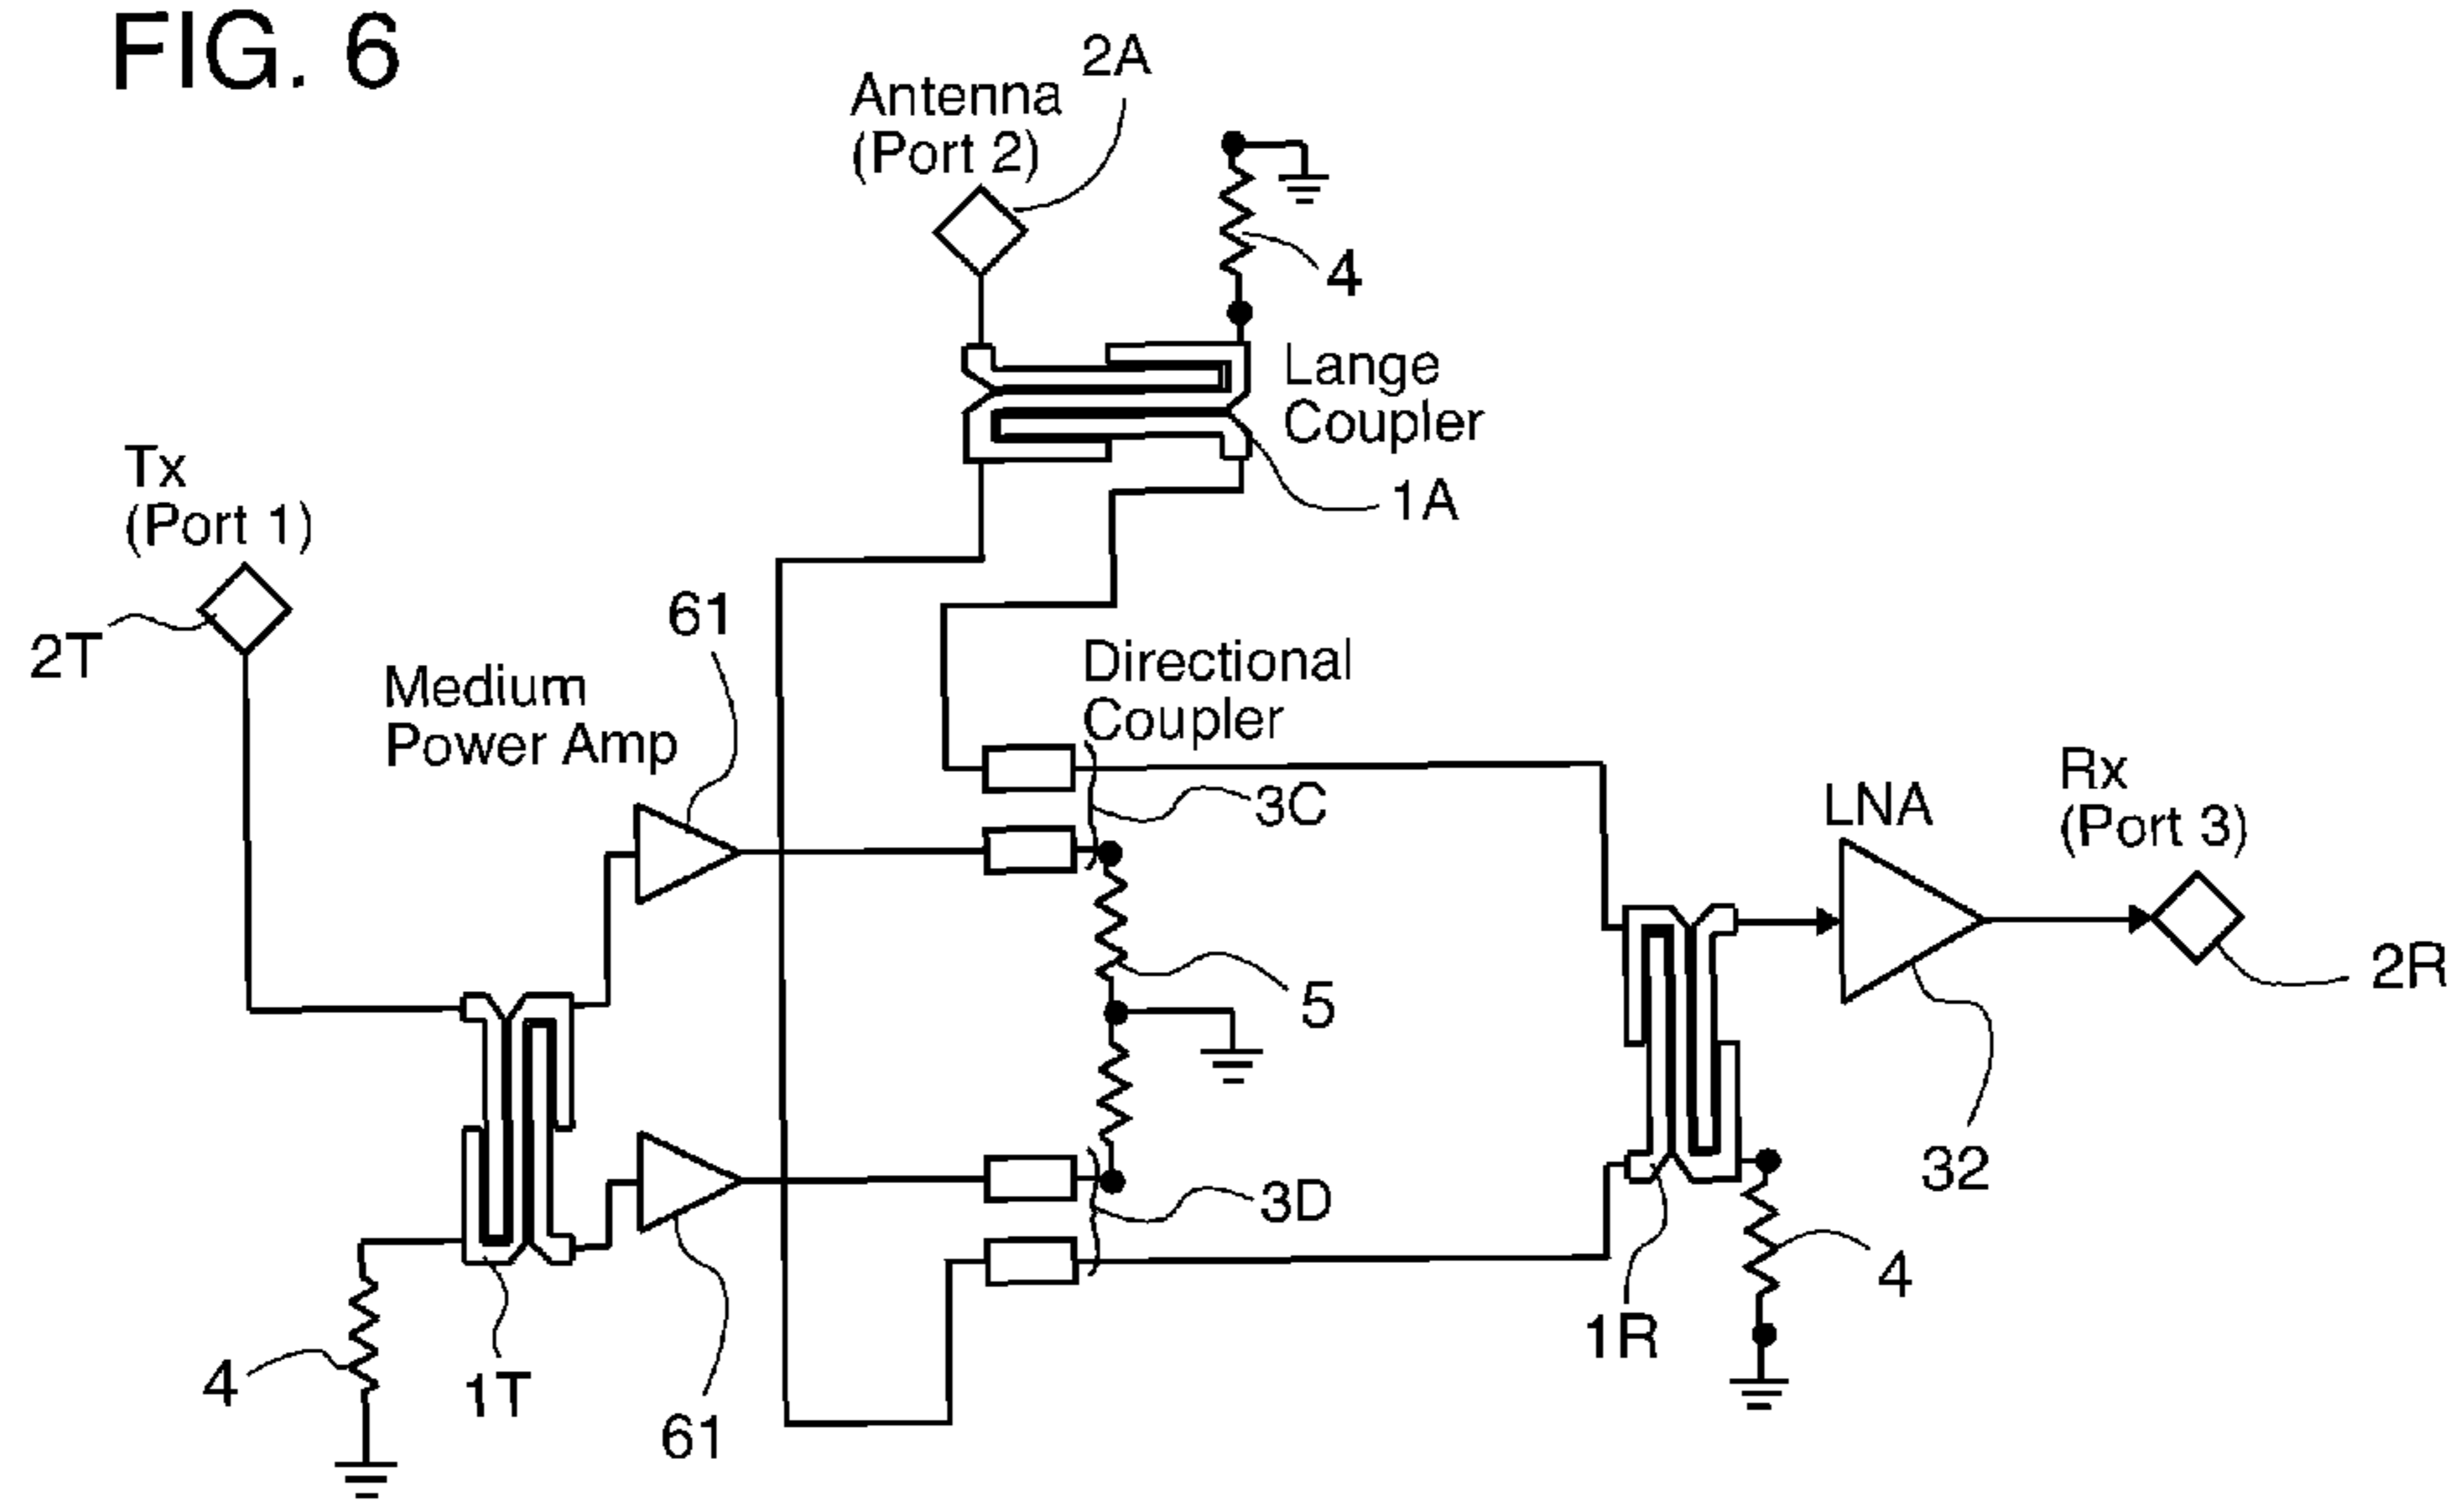 FIG. 6
2A
Antenna
(Port 2)
4
Lange
Coupler
1A
Tx
(Port 1)
2T
61
Medium
Power Amp
Directional
Coupler
3C
LNA
Rx
(Port 3)
2R
5
32
3D
4
1R
4
1T
61